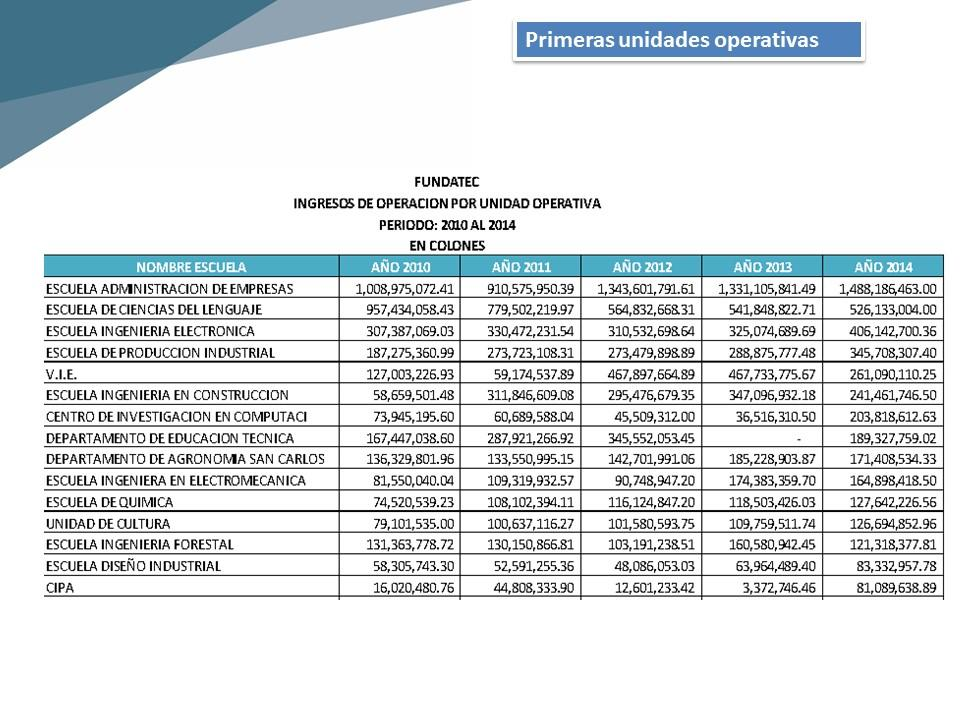 Primeras unidades operativas
FUNDATEC
INGRESOS DE OPERACION POR UNIDAD OPERATIVA
PERIODO: 2010 AL 2014
EN COLONES
NOMBRE ESCUELA AÑO 2010 AÑO 2011 AÑO 2012 AÑO 2013 AÑO 2014
ESCUELA ADMINISTRACION DE EMPRESAS 1,008,975,072.41 910,575,950.39 1,343,601,791.61 1,331,105,841.49 1,488,186,463.00
ESCUELA DE CIENCIAS DEL LENGUAJE 957,434,058.43 779,502,219.97 564,832,668.31 541,848,822.71 526,133,004.00
ESCUELA INGENIERIA ELECTRONICA 307,387,069.03 330,472,231.54 310,532,698.64 325,074,689.69 406,142,700.36
ESCUELA DE PRODUCCION INDUSTRIAL 187,275,360.99 273,723,108.31 273,479,898.89 288,875,777.48 345,708,307.40
V.I.E. 127,003,226.93 59,174,537.89 467,897,664.89 467,733,775.67 261,090,110.25
ESCUELA INGENIERIA EN CONSTRUCCION 58,659,501.48 311,846,609.08 295,476,679.35 347,096,932.18 241,461,746.50
CENTRO DE INVESTIGACION EN COMPUTACI 73,945,195.60 60,689,588.04 45,509,312.00 36,516,310.50 203,818,612.63
DEPARTAMENTO DE EDUCACION TECNICA 167,447,038.60 287,921,266.92 345,552,053.45 - 189,327,759.02
DEPARTAMENTO DE AGRONOMIA SAN CARLOS 136,329,801.96 133,550,995.15 142,701,991.06 185,228,903.87 171,408,534.33
ESCUELA INGENIERA EN ELECTROMECANICA 81,550,040.04 109,319,932.57 90,748,947.20 174,383,359.70 164,898,418.50
ESCUELA DE QUIMICA 74,520,539.23 108,102,394.11 116,124,847.20 118,503,426.03 127,642,226.56
UNIDAD DE CULTURA 79,101,535.00 100,637,116.27 101,580,593.75 109,759,511.74 126,694,852.96
ESCUELA INGENIERIA FORESTAL 131,363,778.72 130,150,866.81 103,191,238.51 160,580,942.45 121,318,377.81
ESCUELA DISEÑO INDUSTRIAL 58,305,743.30 52,591,255.36 48,086,053.03 63,964,489.40 83,332,957.78
CIPA 16,020,480.76 44,808,333.90 12,601,233.42 3,372,746.46 81,089,638.89